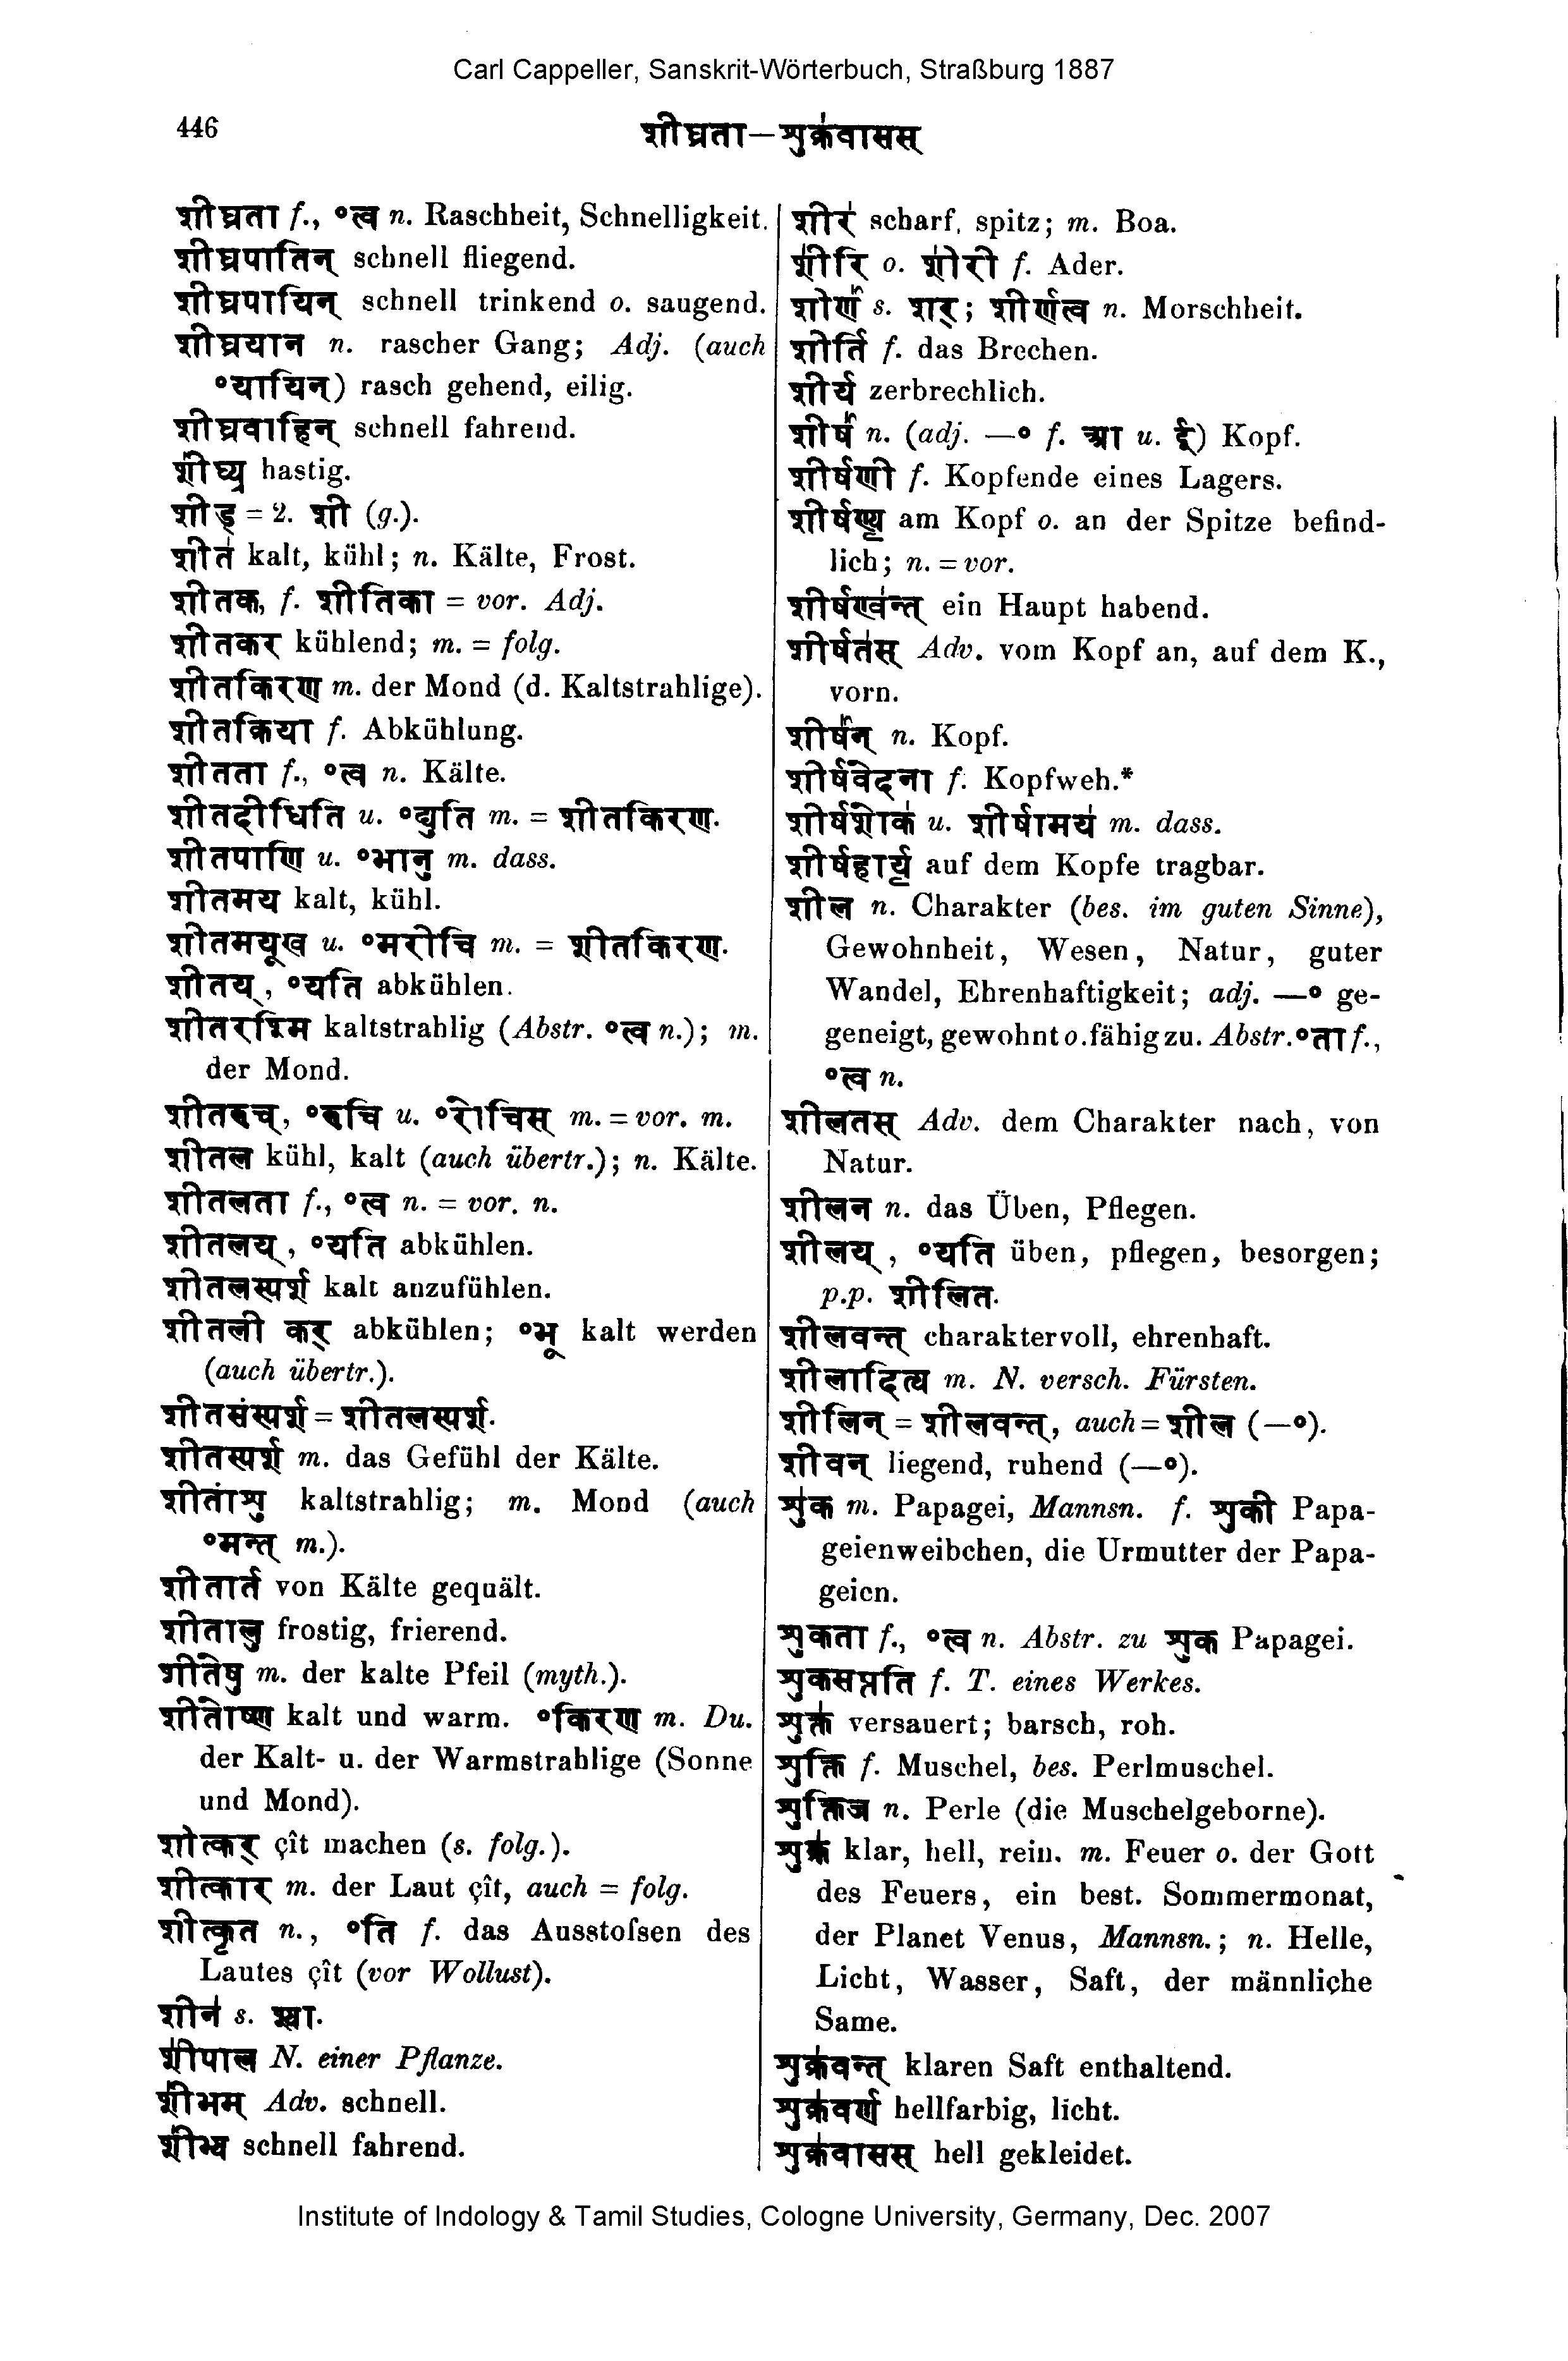 Carl Cappeller, Sanskrit-Wörterbuch, Straßburg 1887
446
शीघ्रता—शुक्र॑वासस्
शीघ्रता f., °त्व n. Raschheit, Schnelligkeit.
शीघ्रपातिन् schnell fliegend.
शीघ्रपायिन् schnell trinkend o. saugend.
शीघ्रयान n. rascher Gang; Adj. (auch
°यायिन्) rasch gehend, eilig.
शीघ्रवाहिन् schnell fahrend.
शी॑घ्र्य hastig.
शीड् = 2. शी (g.).
शीत॑ kalt, kühl; n. Kälte, Frost.
शीतक, f. शीतिका = vor. Adj.
शीतकर kühlend; m. = folg.
शीतकिरण m. der Mond (d. Kaltstrahlige).
शीतक्रिया f. Abkühlung.
शीतता f., °त्व n. Kälte.
शीतदीधिति u. °द्युति m. = शीतकिरण.
शीतपाणि u. °भानु m. dass.
शीतमय kalt, kühl.
शीतमयूख u. °मरीचि m. = शीतकिरण.
शीतय्, °यति abkühlen.
शीतरश्मि kaltstrahlig (Abstr. °त्व n.); m.
der Mond.
शीतरुच्, °रुचि u. °रोचिस् m. = vor. m.
शीतल kühl, kalt (auch übertr.); n. Kälte.
शीतलता f., °त्व n. = vor. n.
शीतलय्, °यति abkühlen.
शीतलस्पर्श kalt anzufühlen.
शीतली कर् abkühlen; °भू kalt werden
(auch übertr.).
शीतसंस्पर्श = शीतलस्पर्श.
शीतस्पर्श m. das Gefühl der Kälte.
शीतांशु kaltstrahlig; m. Mond (auch
°मन्त् m.).
शीतार्त von Kälte gequält.
शीतालु frostig, frierend.
शीतेषु m. der kalte Pfeil (myth.).
शीतोष्ण kalt und warm. °किरण m. Du.
der Kalt- u. der Warmstrahlige (Sonne
und Mond).
शीत्कर् çît machen (s. folg.).
शीत्कार m. der Laut çît, auch = folg.
शीत्कृत n., °ति f. das Ausstoſsen des
Lautes çît (vor Wollust).
शीन॑ s. श्या.
शी॑पाल N. einer Pflanze.
शी॑भम् Adv. schnell.
शी॑भ्य schnell fahrend.
शीर॑ scharf, spitz; m. Boa.
शी॑रि o. शी॑री f. Ader.
शीर्ण॑ s. शर्; शीर्णत्व n. Morschheit.
शीर्ति f. das Brechen.
शीर्य zerbrechlich.
शीर्ष॑ n. (adj. —° f. आ u. ई) Kopf.
शीर्षणी f. Kopfende eines Lagers.
शीर्षण्य am Kopf o. an der Spitze befind-
lich; n. = vor.
शीर्षण्व॑न्त् ein Haupt habend.
शीर्षत॑स् Adv. vom Kopf an, auf dem K.,
vorn.
शीर्ष॑न् n. Kopf.
शीर्षवेदना f. Kopfweh.*
शीर्षशोक॑ u. शीर्षामय॑ m. dass.
शीर्षहार्य auf dem Kopfe tragbar.
शील n. Charakter (bes. im guten Sinne),
Gewohnheit, Wesen, Natur, guter
Wandel, Ehrenhaftigkeit; adj. —° ge-
geneigt, gewohnt o. fähig zu. Abstr. °ता f.,
°त्व n.
शीलतस् Adv. dem Charakter nach, von
Natur.
शीलन n. das Üben, Pflegen.
शीलय्, °यति üben, pflegen, besorgen;
p.p. शीलित.
शीलवन्त् charaktervoll, ehrenhaft.
शीलादित्य m. N. versch. Fürsten.
शीलिन् = शीलवन्त्, auch = शील (—°).
शीवन् liegend, ruhend (—°).
शु॑क m. Papagei, Mannsn. f. शुकी Papa-
geienweibchen, die Urmutter der Papa-
geien.
शुकता f., °त्व n. Abstr. zu शुक Papagei.
शुकसप्तति f. T. eines Werkes.
शुक्त॑ versauert; barsch, roh.
शुक्ति f. Muschel, bes. Perlmuschel.
शुक्तिज n. Perle (die Muschelgeborne).
शुक्र॑ klar, hell, rein. m. Feuer o. der Gott
des Feuers, ein best. Sommermonat,
der Planet Venus, Mannsn.; n. Helle,
Licht, Wasser, Saft, der männliche
Same.
शुक्र॑वन्त् klaren Saft enthaltend.
शुक्र॑वर्ण hellfarbig, licht.
शुक्र॑वासस् hell gekleidet.
Institute of Indology & Tamil Studies, Cologne University, Germany, Dec. 2007